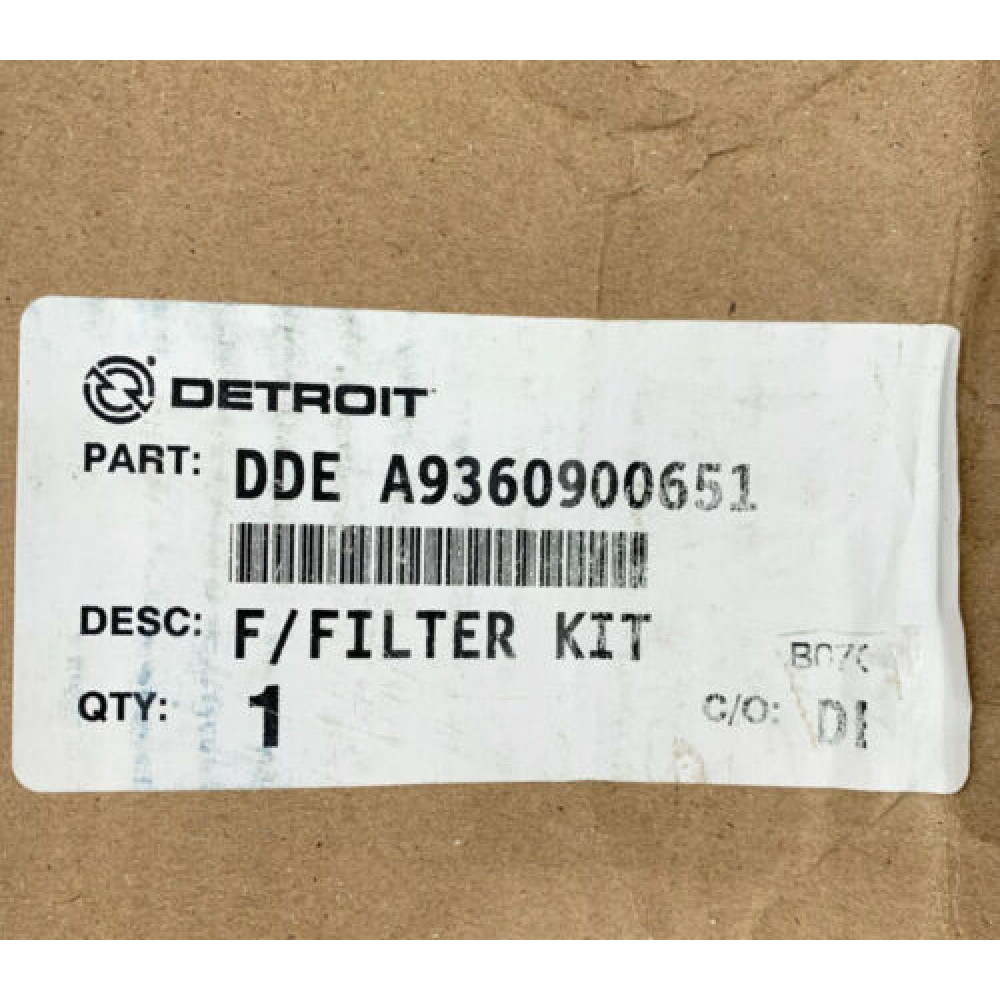 DETROIT
PART: DDE A9360900651
DESC: F/FILTER KIT
QTY: 1
C/O: